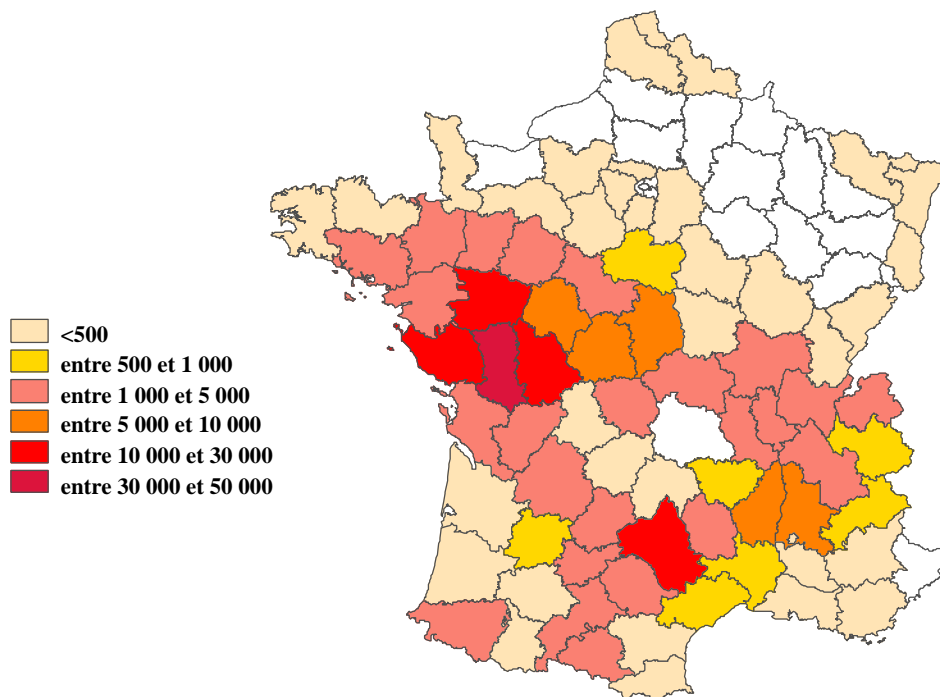 <500
entre 500 et 1 000
entre 1 000 et 5 000
entre 5 000 et 10 000
entre 10 000 et 30 000
entre 30 000 et 50 000